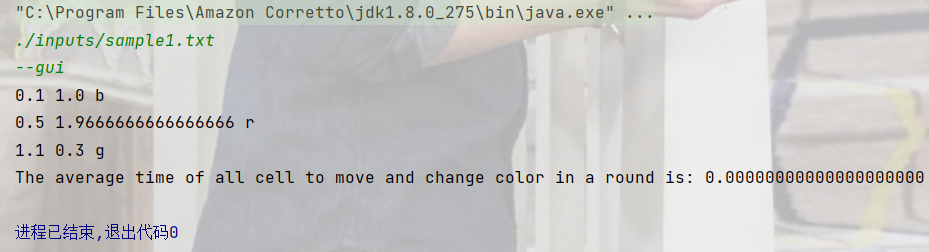 "C:\Program Files\Amazon Corretto\jdk1.8.0_275\bin\java.exe" ...
./inputs/sample1.txt
--gui
0.1 1.0 b
0.5 1.9666666666666666 r
1.1 0.3 g
The average time of all cell to move and change color in a round is: 0.00000000000000000000
进程已结束,退出代码0